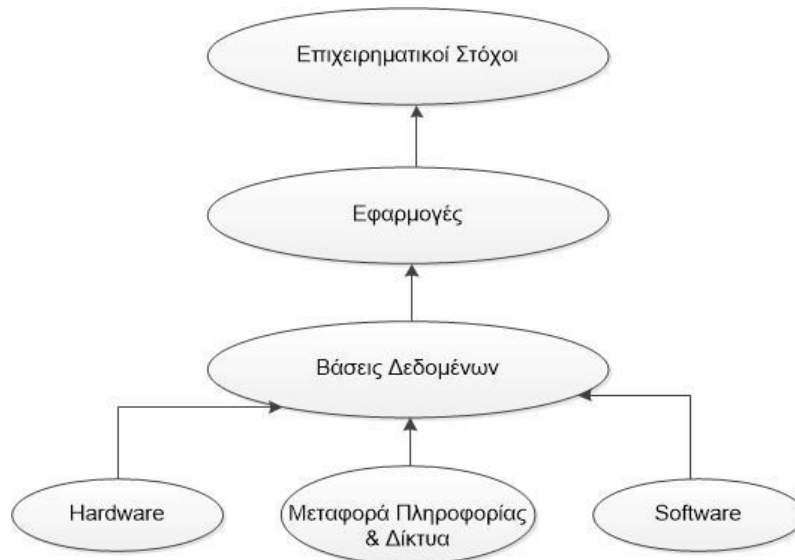 Επιχειρηματικοί Στόχοι
Εφαρμογές
Βάσεις Δεδομένων
Hardware
Μεταφορά Πληροφορίας
& Δίκτυα
Software